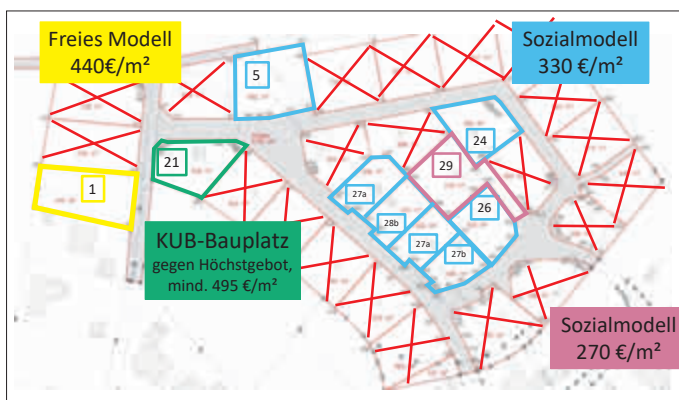 Freies Modell
440€/m²
Sozialmodell
330 €/m²
5
24
21
29
1
27a
26
28b
27a
27b
KUB-Bauplatz
gegen Höchstgebot,
mind. 495 €/m²
Sozialmodell
270 €/m²